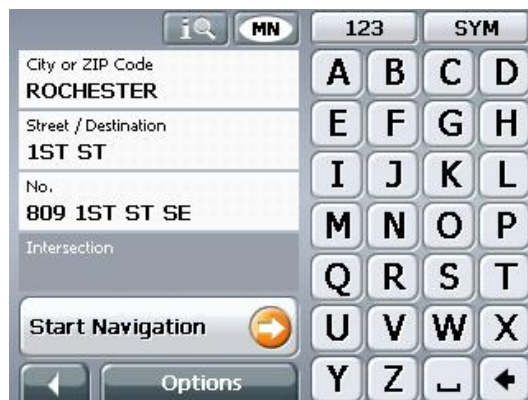 i MN
City or ZIP Code
ROCHESTER
Street / Destination
1ST ST
No.
809 1ST ST SE
Intersection
Start Navigation
Options
123 SYM
A B C D
E F G H
I J K L
M N O P
Q R S T
U V W X
Y Z